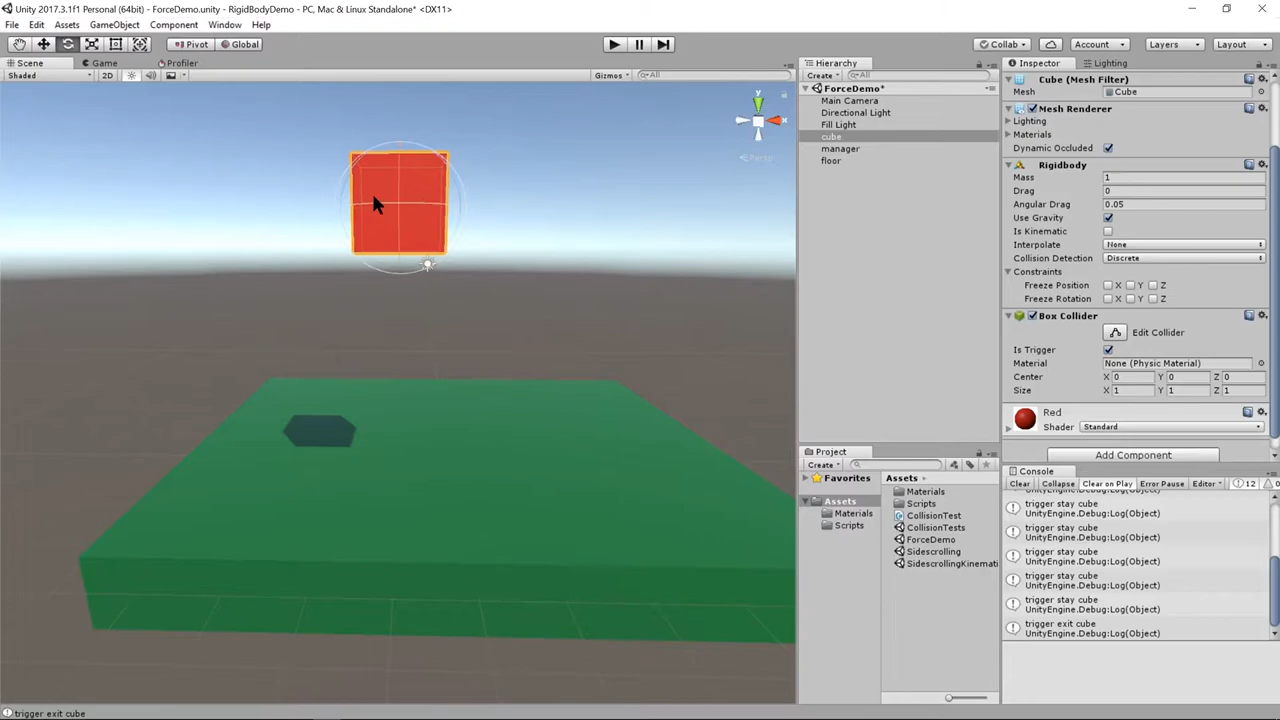 Unity 2017.3.1f1 Personal (64bit) - ForceDemo.unity - RigidBodyDemo - PC, Mac & Linux Standalone* <DX11>
File Edit Assets GameObject Component Window Help
Pivot Global Collab Account Layers Layout
Scene Game Profiler
Shaded 2D Gizmos All
y
x
Persp
Hierarchy
Create All
ForceDemo*
Main Camera
Directional Light
Fill Light
cube
manager
floor
Project
Create
Favorites
Assets
Materials
Scripts
Assets
Materials
Scripts
CollisionTest
CollisionTests
ForceDemo
Sidescrolling
SidescrollingKinemati
Inspector Lighting
Cube (Mesh Filter)
Mesh Cube
Mesh Renderer
Lighting
Materials
Dynamic Occluded
Rigidbody
Mass 1
Drag 0
Angular Drag 0.05
Use Gravity
Is Kinematic
Interpolate None
Collision Detection Discrete
Constraints
Freeze Position X Y Z
Freeze Rotation X Y Z
Box Collider
Edit Collider
Is Trigger
Material None (Physic Material)
Center X 0 Y 0 Z 0
Size X 1 Y 1 Z 1
Red
Shader Standard
Add Component
Console
Clear Collapse Clear on Play Error Pause Editor 12 0
UnityEngine.Debug:Log(Object)
trigger stay cube
UnityEngine.Debug:Log(Object)
trigger stay cube
UnityEngine.Debug:Log(Object)
trigger stay cube
UnityEngine.Debug:Log(Object)
trigger stay cube
UnityEngine.Debug:Log(Object)
trigger stay cube
UnityEngine.Debug:Log(Object)
trigger exit cube
UnityEngine.Debug:Log(Object)
trigger exit cube